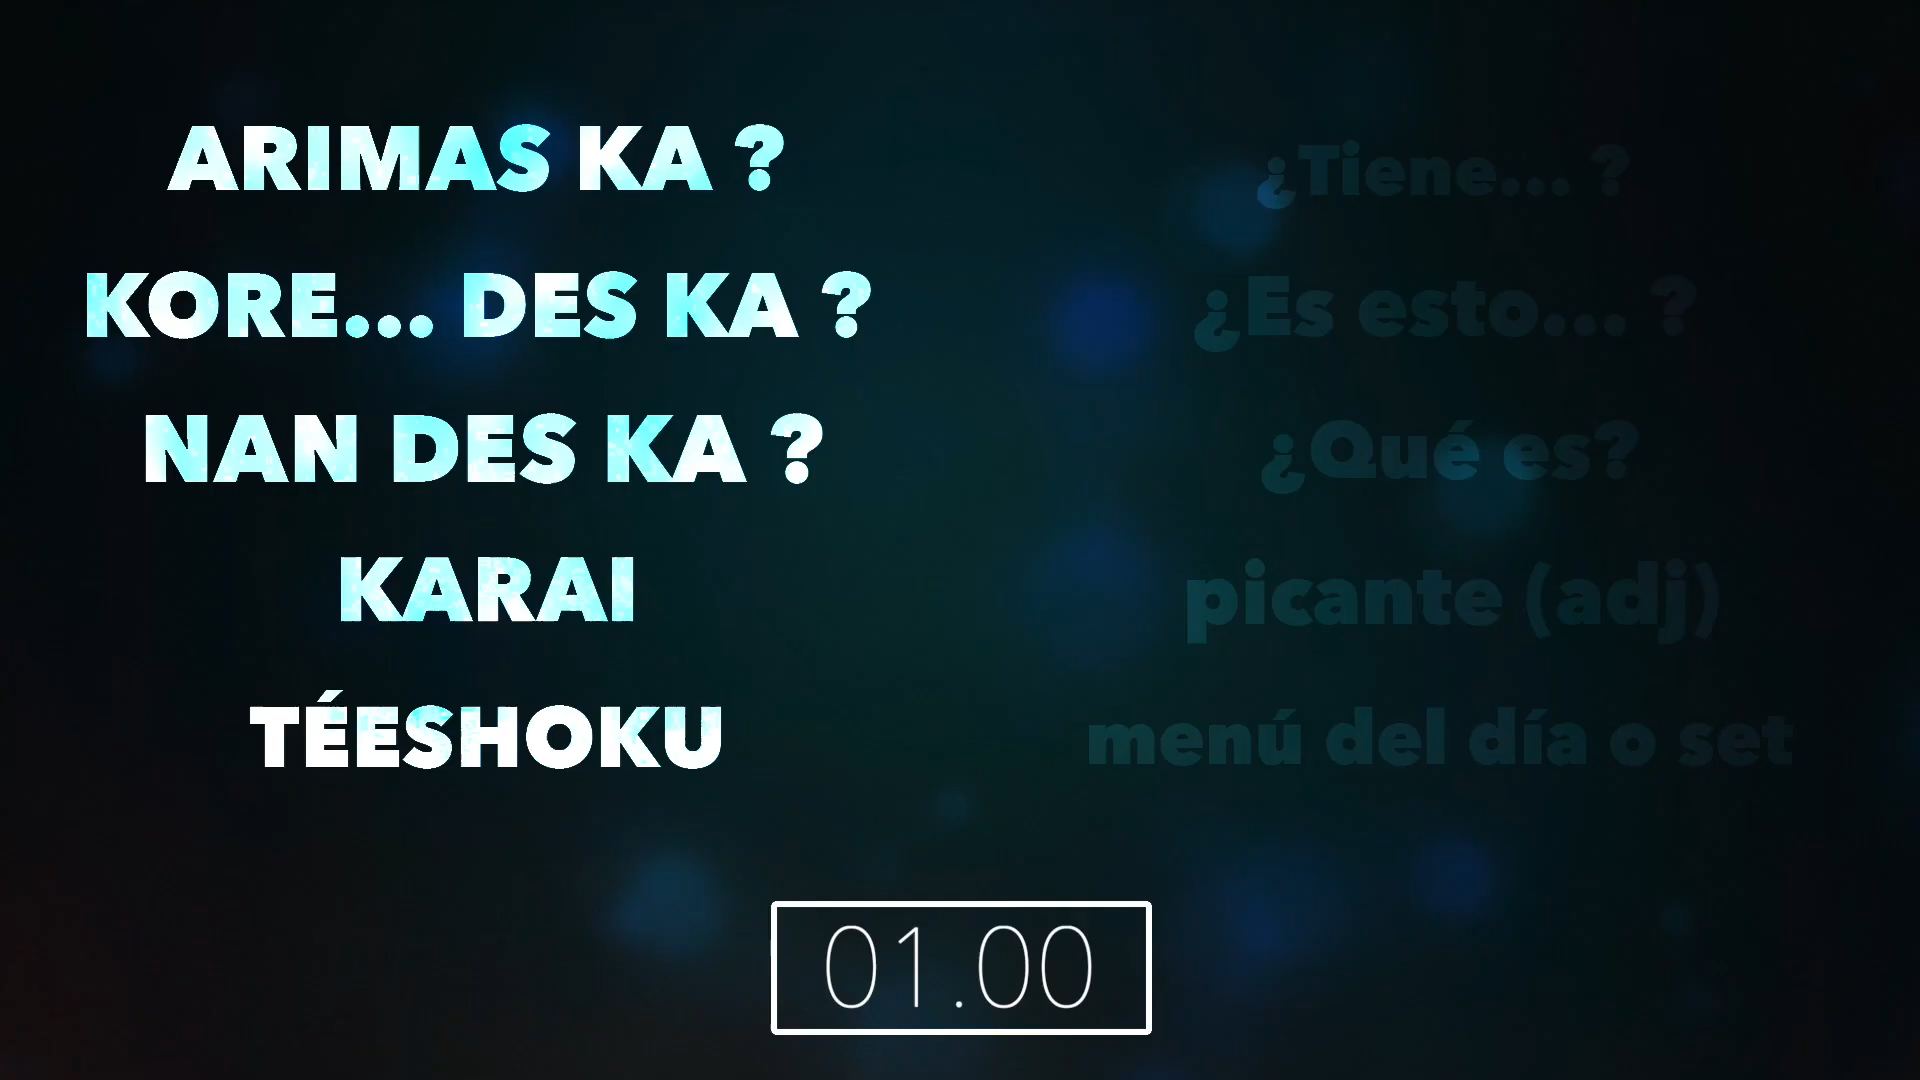 ARIMAS KA ?
¿Tiene... ?
KORE... DES KA ?
¿Es esto... ?
NAN DES KA ?
¿Qué es?
KARAI
picante (adj)
TÉESHOKU
menú del día o set
01.00